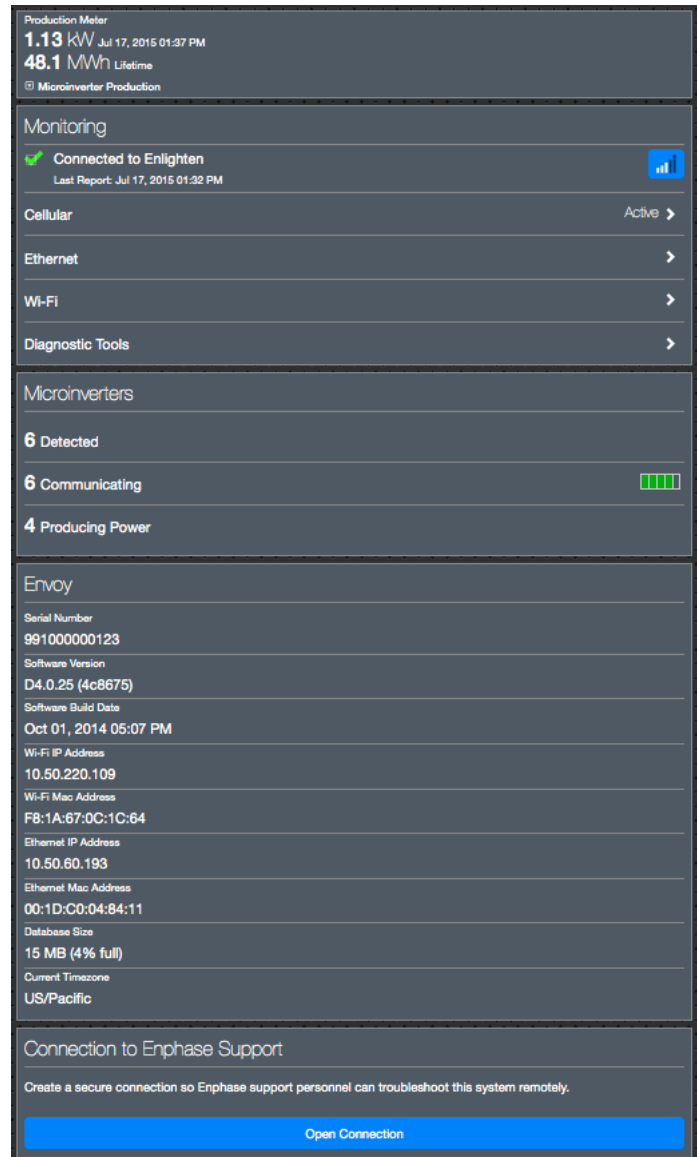 Production Meter
1.13 kW Jul 17, 2015 01:37 PM
48.1 MWh Lifetime
Microinverter Production
Monitoring
Connected to Enlighten
Last Report: Jul 17, 2015 01:32 PM
Cellular Active
Ethernet
Wi-Fi
Diagnostic Tools
Microinverters
6 Detected
6 Communicating
4 Producing Power
Envoy
Serial Number
991000000123
Software Version
D4.0.25 (4c8675)
Software Build Date
Oct 01, 2014 05:07 PM
Wi-Fi IP Address
10.50.220.109
Wi-Fi Mac Address
F8:1A:67:0C:1C:64
Ethernet IP Address
10.50.60.193
Ethernet Mac Address
00:1D:C0:04:84:11
Database Size
15 MB (4% full)
Current Timezone
US/Pacific
Connection to Enphase Support
Create a secure connection so Enphase support personnel can troubleshoot this system remotely.
Open Connection